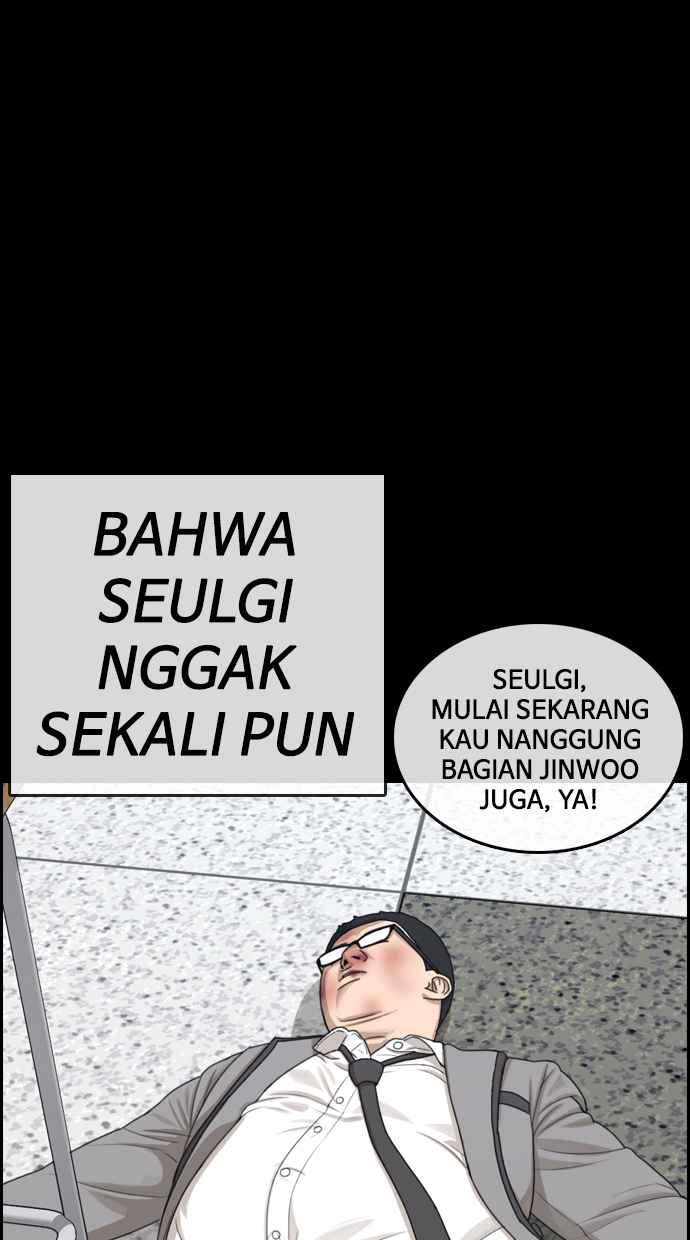 BAHWA
SEULGI
NGGAK
SEKALI PUN
SEULGI,
MULAI SEKARANG
KAU NANGGUNG
BAGIAN JINWOO
JUGA, YA!